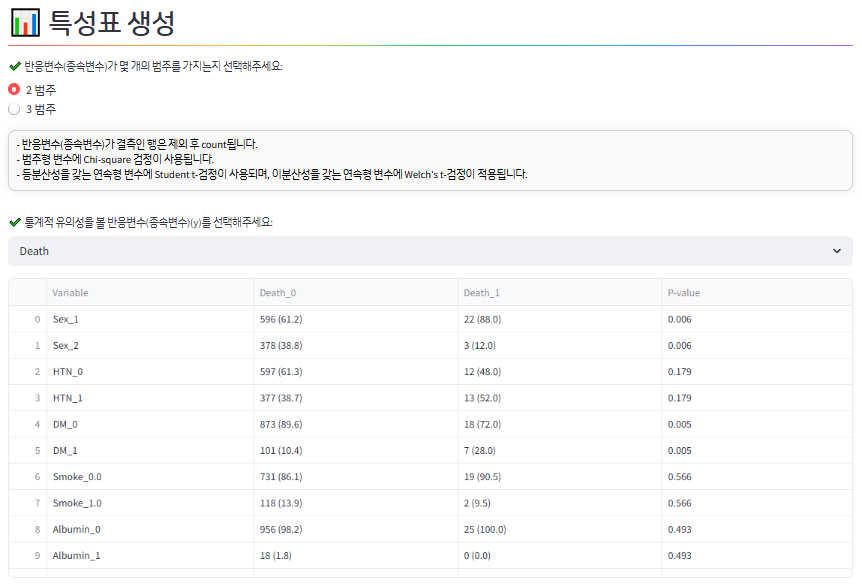 특성표 생성
반응변수(종속변수)가 몇 개의 범주를 가지는지 선택해주세요:
2 범주
3 범주
- 반응변수(종속변수)가 결측인 행은 제외 후 count됩니다.
- 범주형 변수에 Chi-square 검정이 사용됩니다.
- 등분산성을 갖는 연속형 변수에 Student t-검정이 사용되며, 이분산성을 갖는 연속형 변수에 Welch's t-검정이 적용됩니다.
통계적 유의성을 볼 반응변수(종속변수)(y)를 선택해주세요:
Death
Variable Death_0 Death_1 P-value
0 Sex_1 596 (61.2) 22 (88.0) 0.006
1 Sex_2 378 (38.8) 3 (12.0) 0.006
2 HTN_0 597 (61.3) 12 (48.0) 0.179
3 HTN_1 377 (38.7) 13 (52.0) 0.179
4 DM_0 873 (89.6) 18 (72.0) 0.005
5 DM_1 101 (10.4) 7 (28.0) 0.005
6 Smoke_0.0 731 (86.1) 19 (90.5) 0.566
7 Smoke_1.0 118 (13.9) 2 (9.5) 0.566
8 Albumin_0 956 (98.2) 25 (100.0) 0.493
9 Albumin_1 18 (1.8) 0 (0.0) 0.493